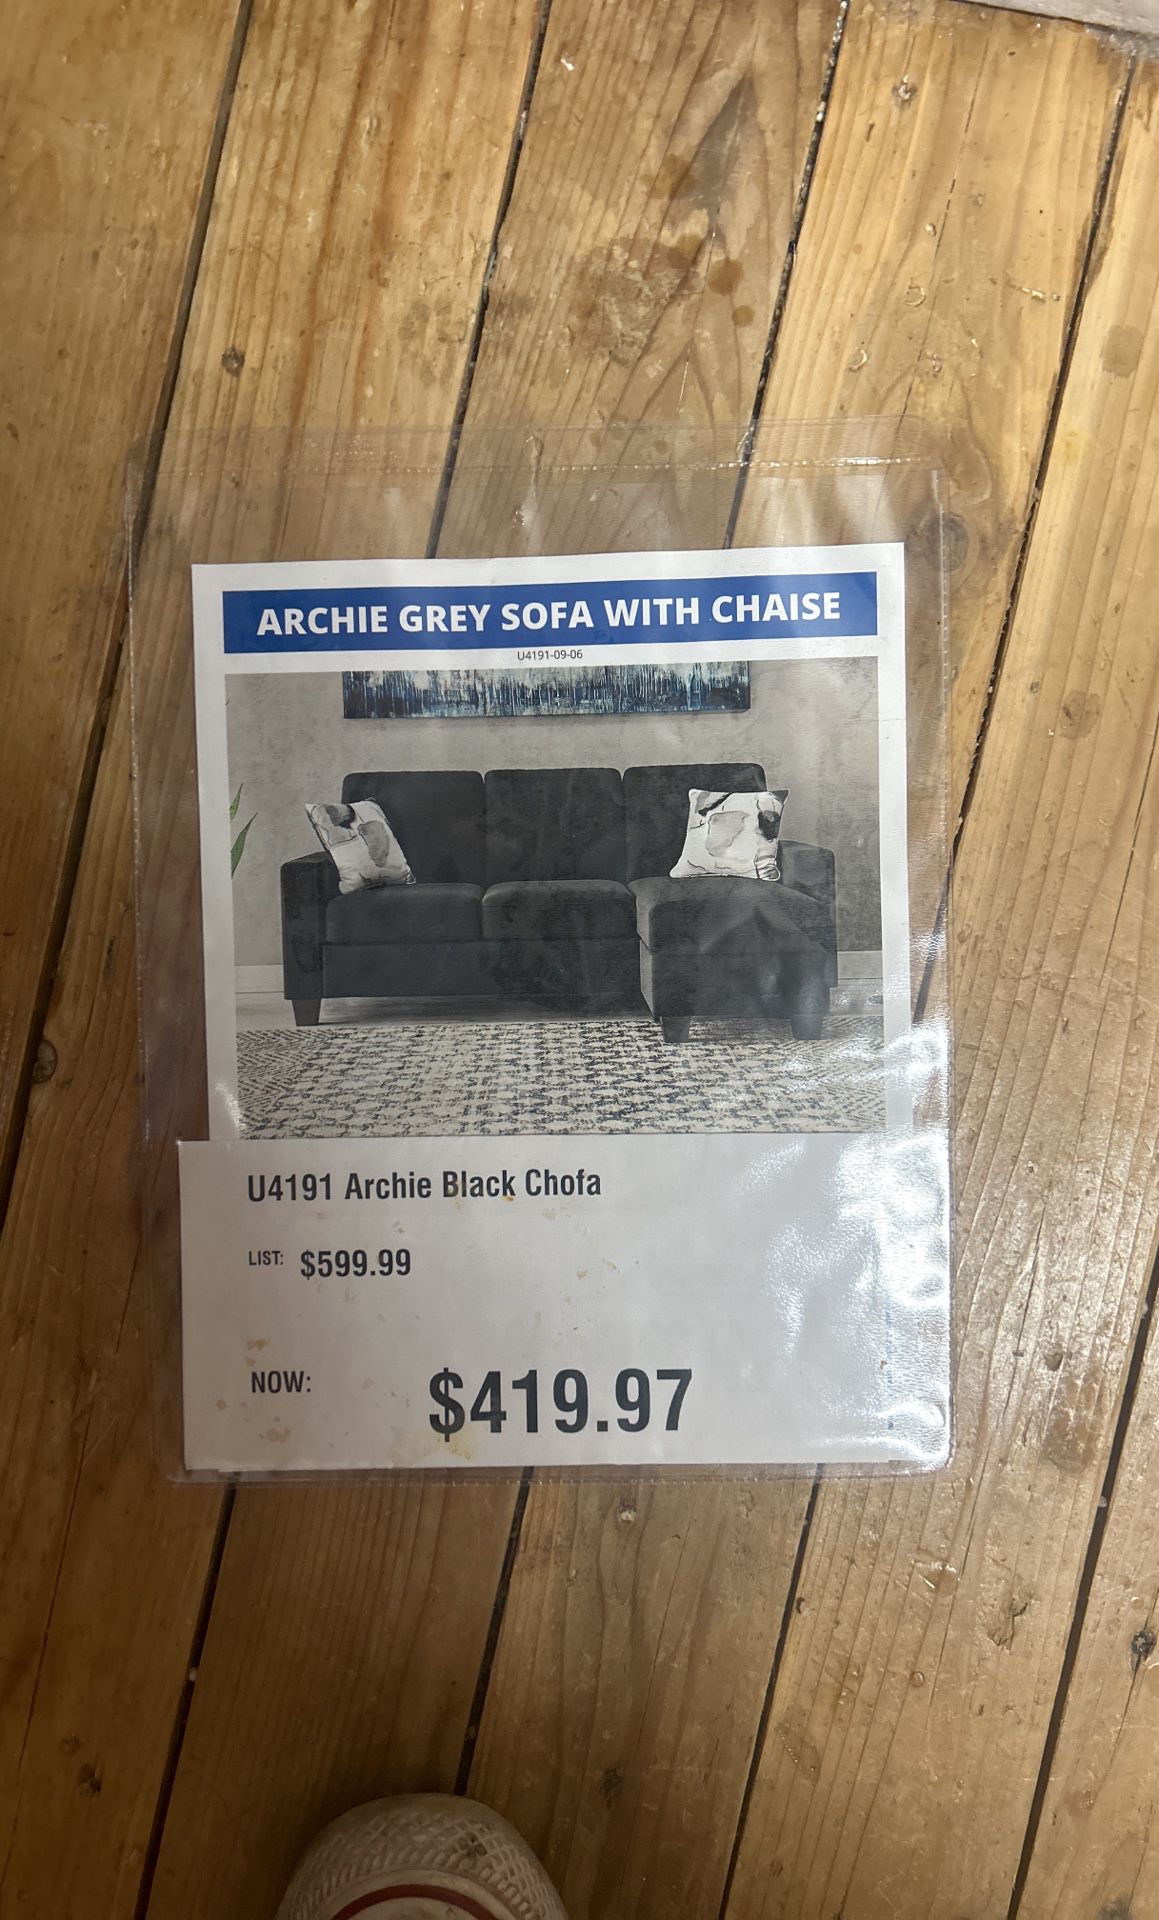 ARCHIE GREY SOFA WITH CHAISE
U4191-09-06
U4191 Archie Black Chofa
LIST: $599.99
NOW: $419.97